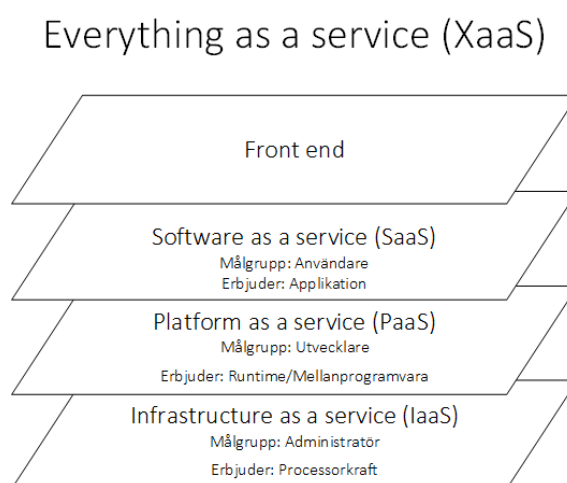 Everything as a service (XaaS)
Front end
Software as a service (SaaS)
Målgrupp: Användare
Erbjuder: Applikation
Platform as a service (PaaS)
Målgrupp: Utvecklare
Erbjuder: Runtime/Mellanprogramvara
Infrastructure as a service (IaaS)
Målgrupp: Administratör
Erbjuder: Processorkraft